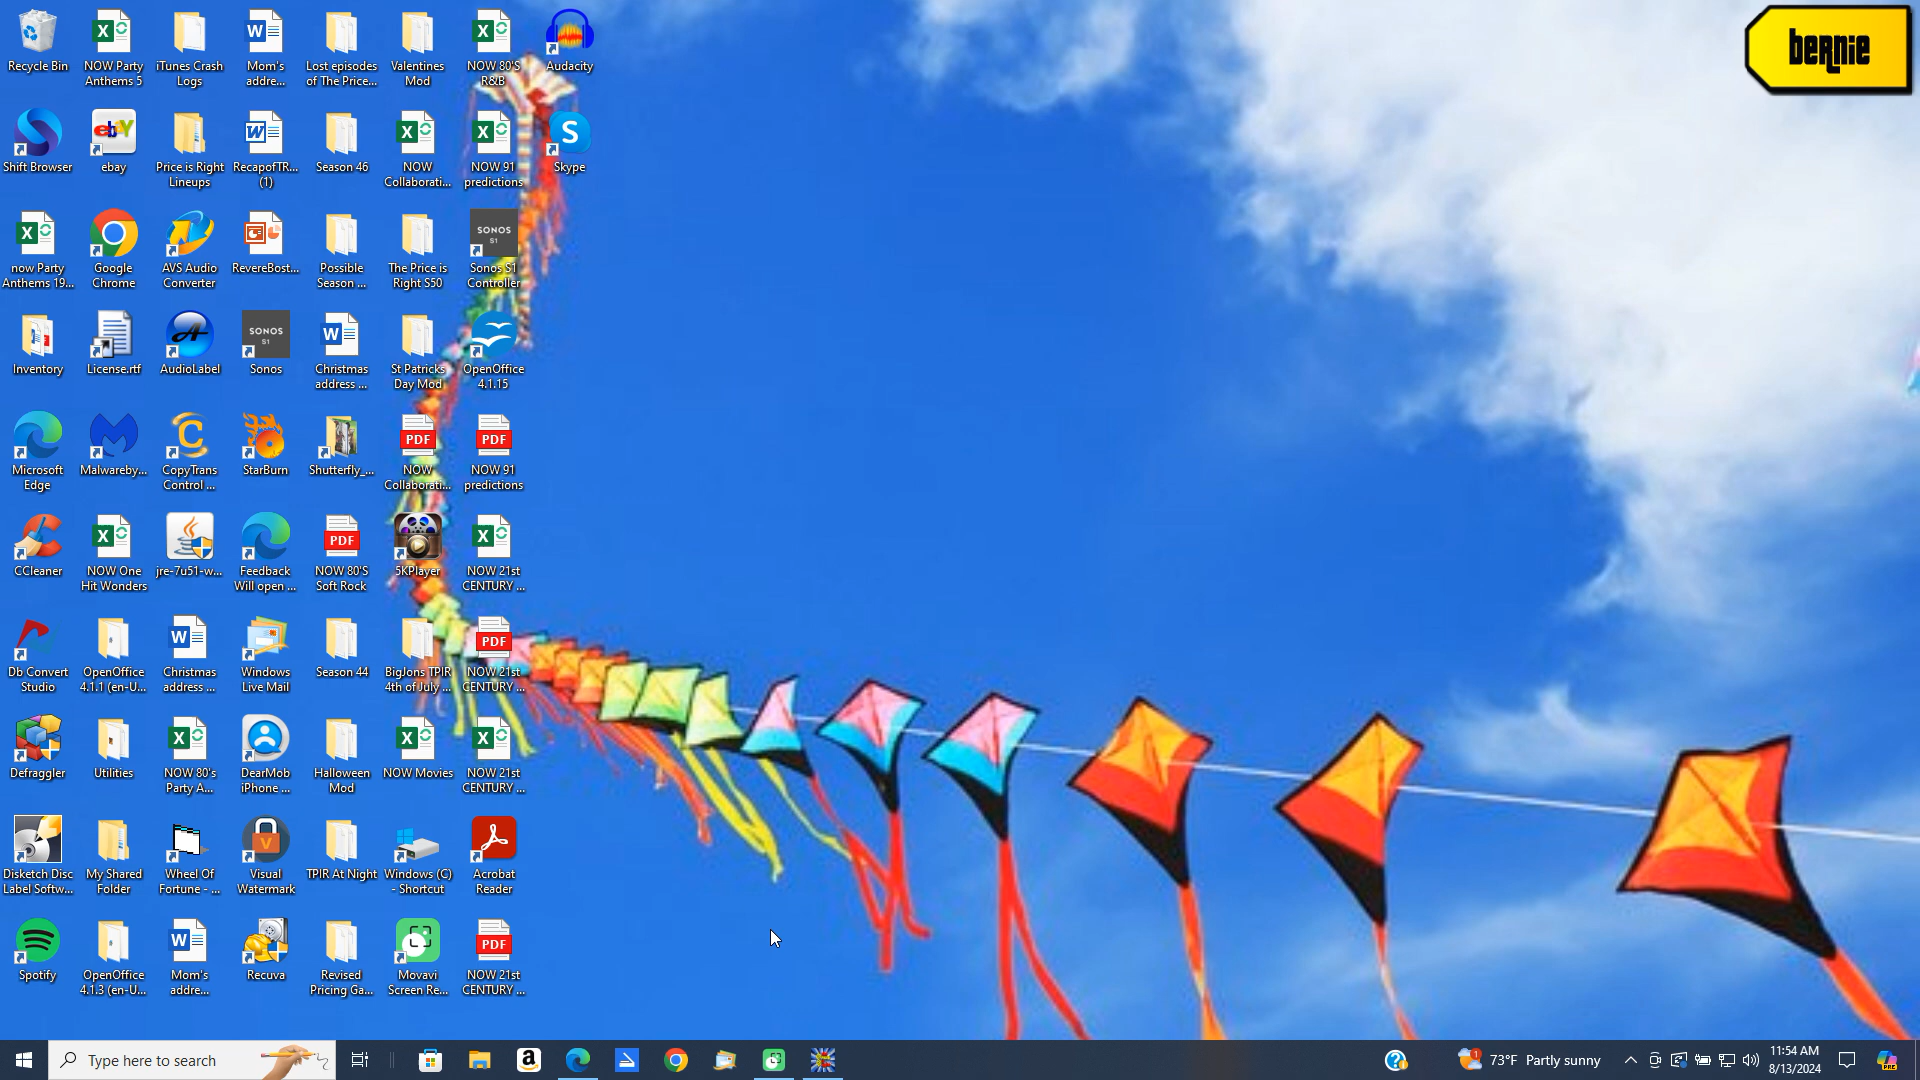 bernie
Recycle Bin
NOW Party
Anthems 5
iTunes Crash
Logs
Mom's
addre...
Lost episodes
of The Price...
Valentines
Mod
NOW 80'S
R&B
Audacity
Shift Browser
ebay
ebay
Price is Right
Lineups
RecapofTR...
(1)
Season 46
NOW
Collaborati...
NOW 91
predictions
Skype
now Party
Anthems 19...
Google
Chrome
AVS Audio
Converter
RevereBost...
Possible
Season ...
The Price is
Right S50
SONOS
S1
Sonos S1
Controller
Inventory
License.rtf
AudioLabel
SONOS
S1
Sonos
Christmas
address ...
St Patricks
Day Mod
OpenOffice
4.1.15
Microsoft
Edge
Malwareby...
CopyTrans
Control ...
StarBurn
Shutterfly_...
PDF
NOW
Collaborati...
PDF
NOW 91
predictions
CCleaner
NOW One
Hit Wonders
jre-7u51-w...
Feedback
Will open ...
PDF
NOW 80'S
Soft Rock
5KPlayer
NOW 21st
CENTURY ...
Db Convert
Studio
OpenOffice
4.1.1 (en-U...
Christmas
address ...
Windows
Live Mail
Season 44
BigJons TPIR
4th of July ...
PDF
NOW 21st
CENTURY ...
Defraggler
Utilities
NOW 80's
Party A...
DearMob
iPhone ...
Halloween
Mod
NOW Movies
NOW 21st
CENTURY ...
Disketch Disc
Label Softw...
My Shared
Folder
Wheel Of
Fortune - ...
Visual
Watermark
TPIR At Night
Windows (C)
- Shortcut
Acrobat
Reader
Spotify
OpenOffice
4.1.3 (en-U...
Mom's
addre...
Recuva
Revised
Pricing Ga...
Movavi
Screen Re...
PDF
NOW 21st
CENTURY ...
Type here to search
1
73°F Partly sunny
11:54 AM
8/13/2024
PRE